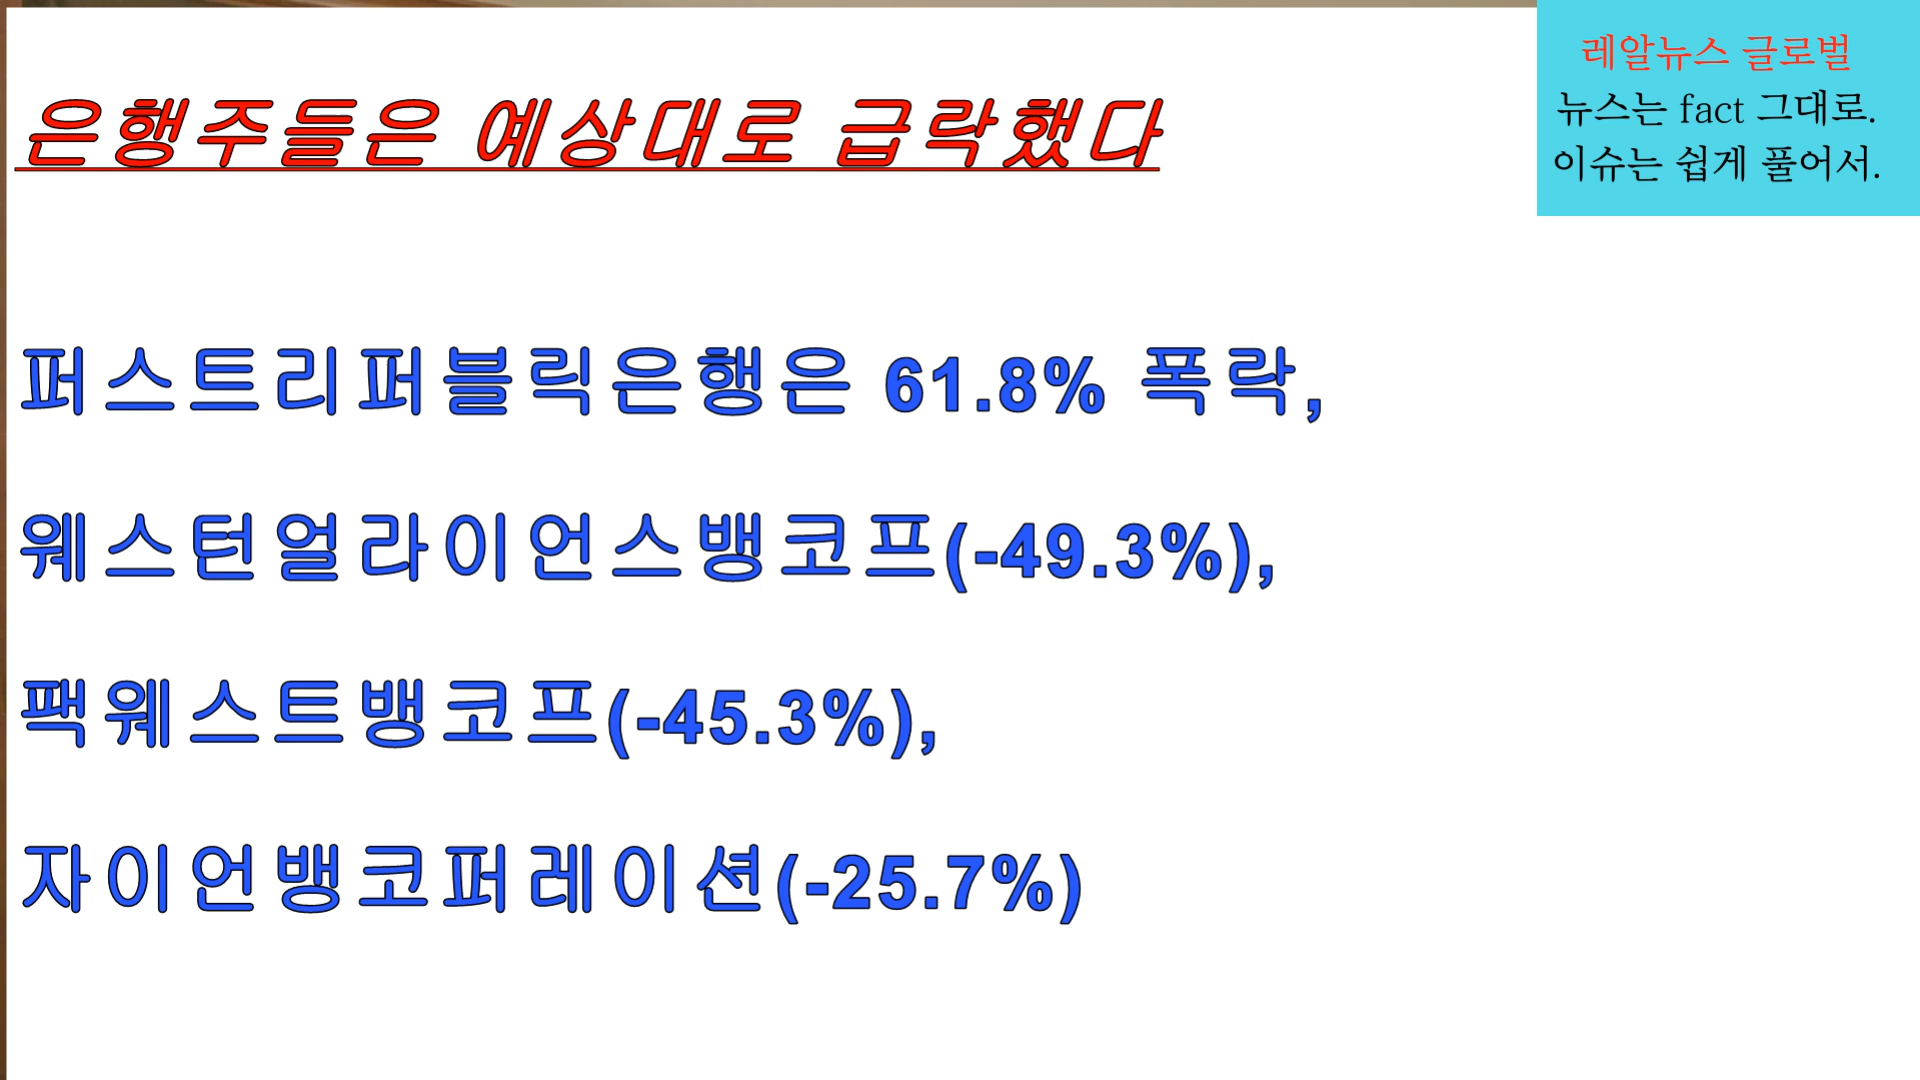 은행주들은 예상대로 급락했다
레알뉴스 글로벌
뉴스는 fact 그대로.
이슈는 쉽게 풀어서.
퍼스트리퍼블릭은행은 61.8% 폭락,
웨스턴얼라이언스뱅코프(-49.3%),
팩웨스트뱅코프(-45.3%),
자이언뱅코퍼레이션(-25.7%)